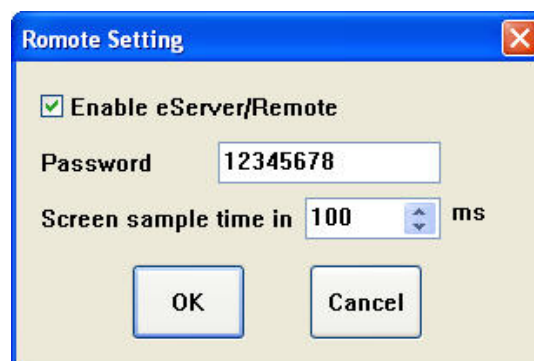 Romote Setting
Enable eServer/Remote
Password 12345678
Screen sample time in 100 ms
OK Cancel